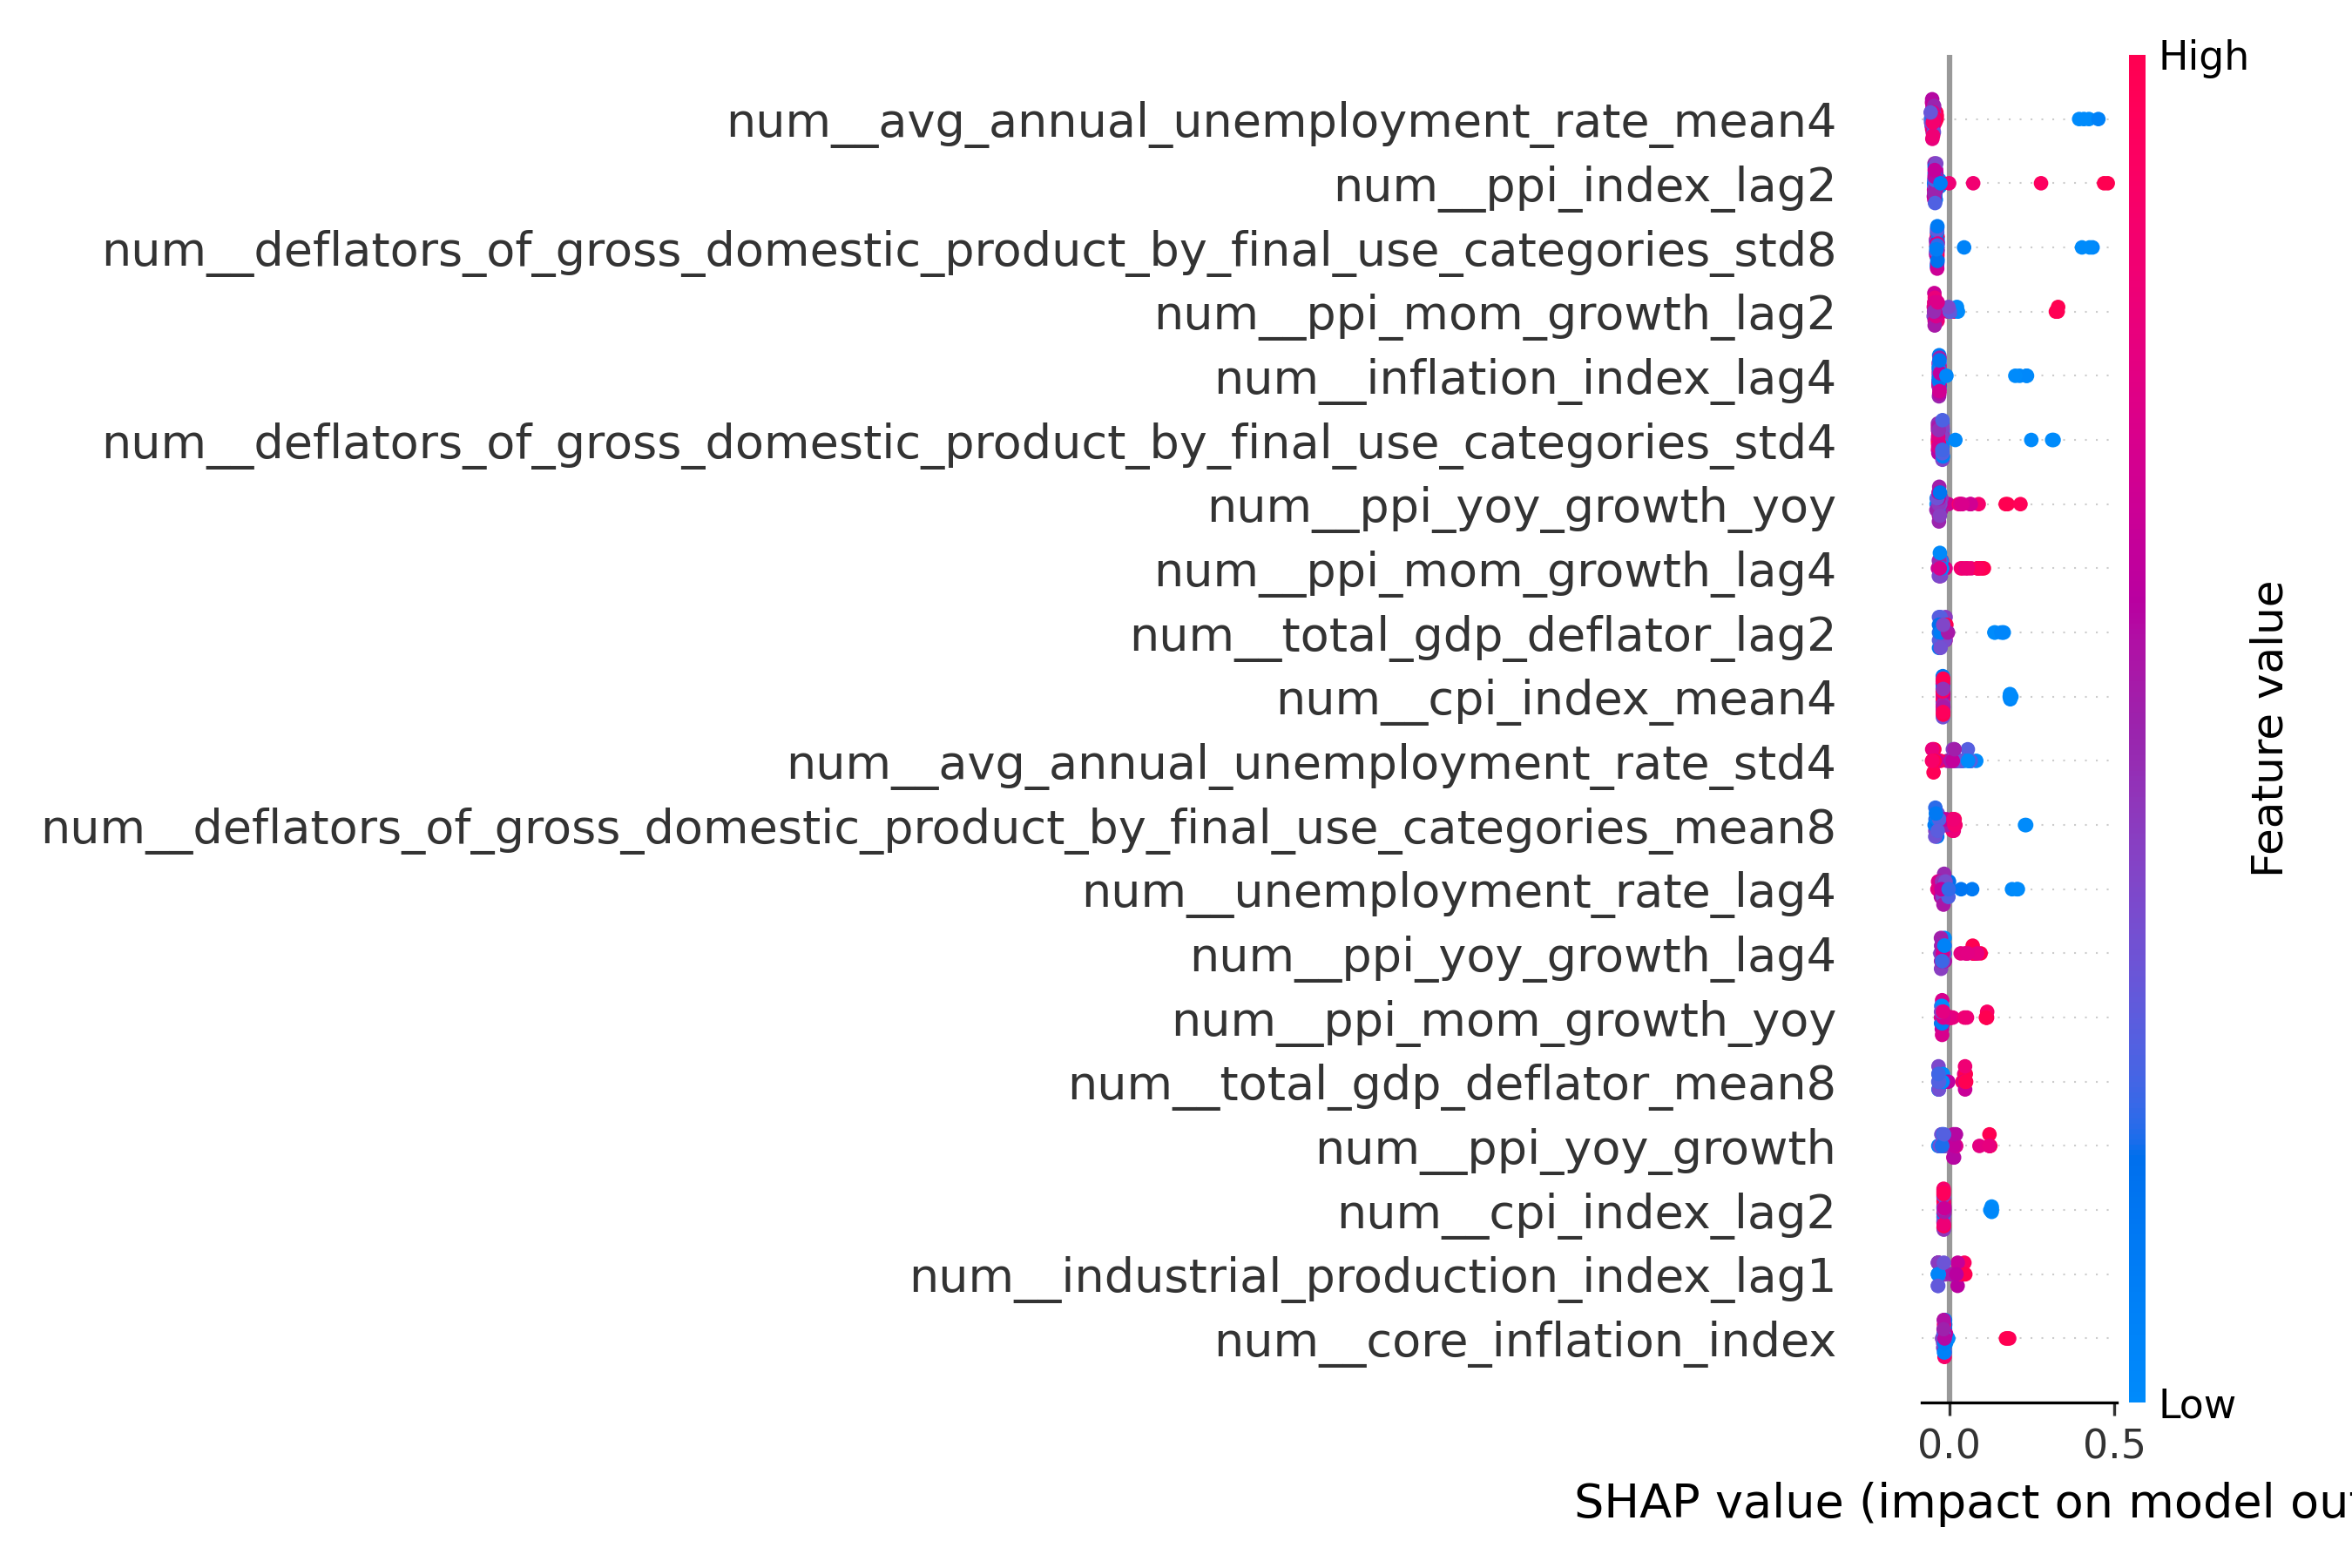 High
num__avg_annual_unemployment_rate_mean4
num__ppi_index_lag2
num__deflators_of_gross_domestic_product_by_final_use_categories_std8
num__ppi_mom_growth_lag2
num__inflation_index_lag4
num__deflators_of_gross_domestic_product_by_final_use_categories_std4
num__ppi_yoy_growth_yoy
num__ppi_mom_growth_lag4
num__total_gdp_deflator_lag2
num__cpi_index_mean4
num__avg_annual_unemployment_rate_std4
num__deflators_of_gross_domestic_product_by_final_use_categories_mean8
num__unemployment_rate_lag4
num__ppi_yoy_growth_lag4
num__ppi_mom_growth_yoy
num__total_gdp_deflator_mean8
num__ppi_yoy_growth
num__cpi_index_lag2
num__industrial_production_index_lag1
num__core_inflation_index
Feature value
Low
0.0 0.5
SHAP value (impact on model ou